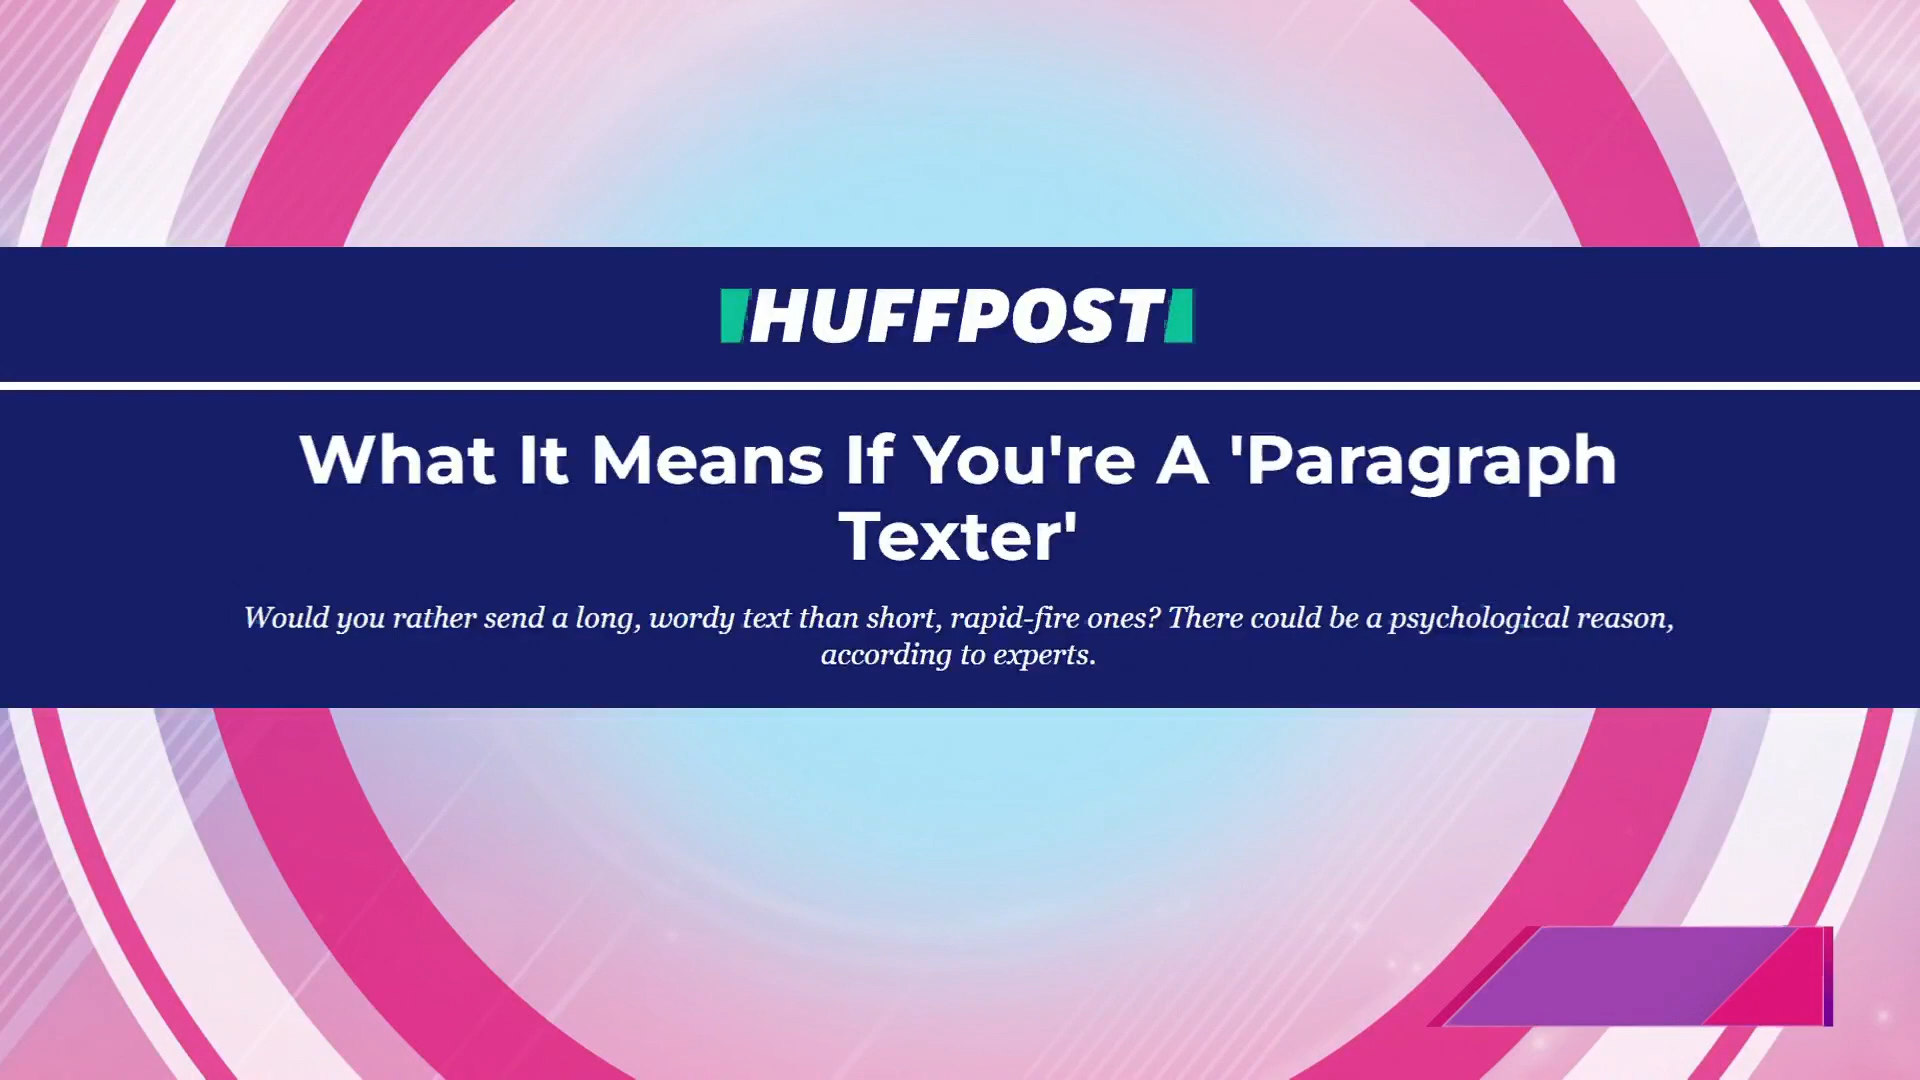 HUFFPOST
What It Means If You're A 'Paragraph
Texter'
Would you rather send a long, wordy text than short, rapid-fire ones? There could be a psychological reason,
according to experts.